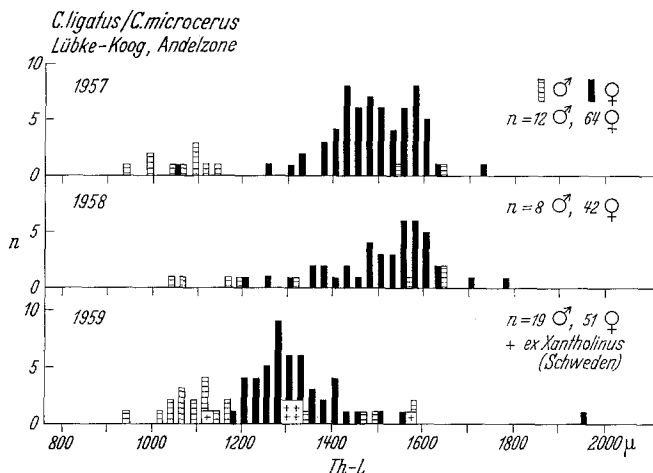 C.ligatus/C.microcerus
Lübke-Koog, Andelzone
10
1957
♂ ♀
n=12 ♂, 64 ♀
5
0
1958
n=8 ♂, 42 ♀
n
5
0
10
1959
n=19 ♂, 51 ♀
+ ex Xantholinus
(Schweden)
5
0
800 1000 1200 1400 1600 1800 2000 μ
Th-L